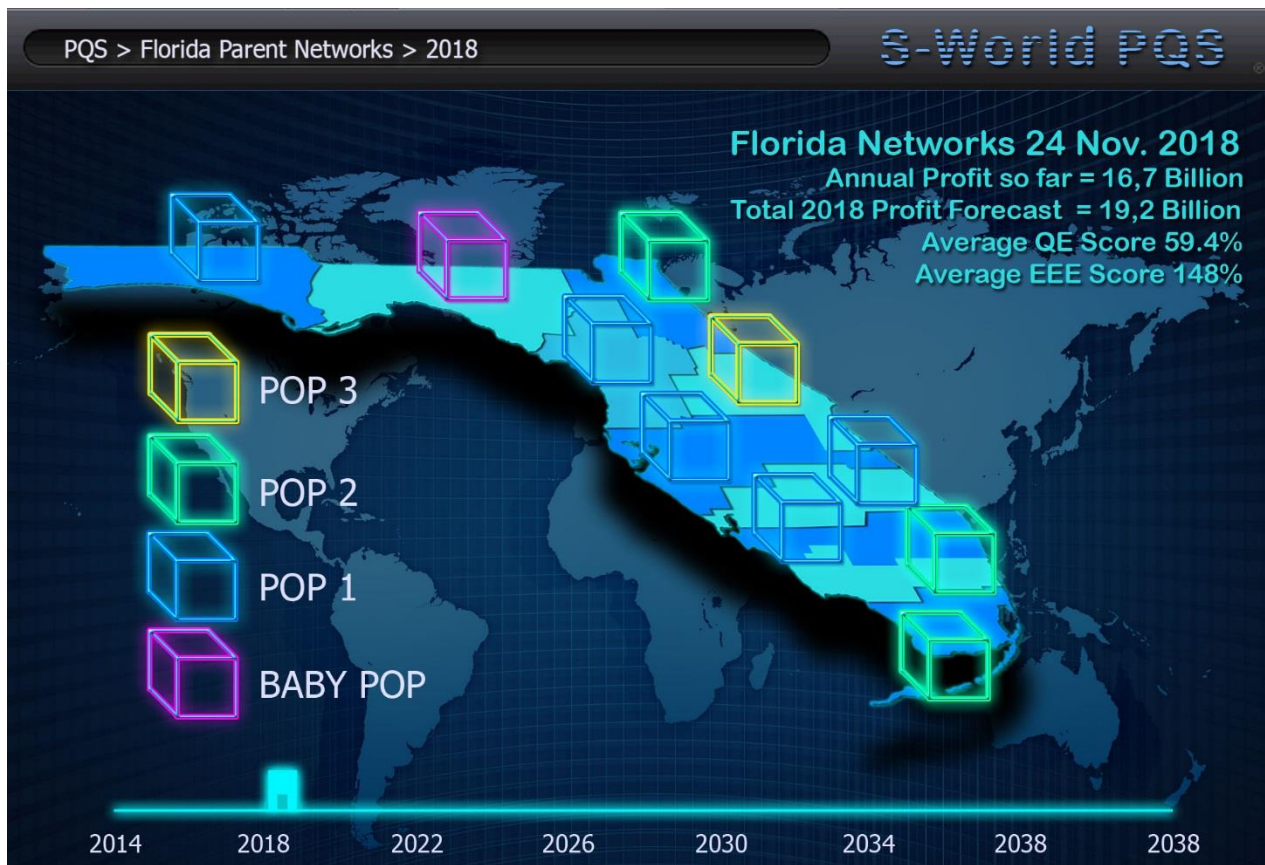 PQS > Florida Parent Networks > 2018
S-World PQS
®
Florida Networks 24 Nov. 2018
Annual Profit so far = 16,7 Billion
Total 2018 Profit Forecast = 19,2 Billion
Average QE Score 59.4%
Average EEE Score 148%
POP 3
POP 2
POP 1
BABY POP
2014 2018 2022 2026 2030 2034 2038 2038